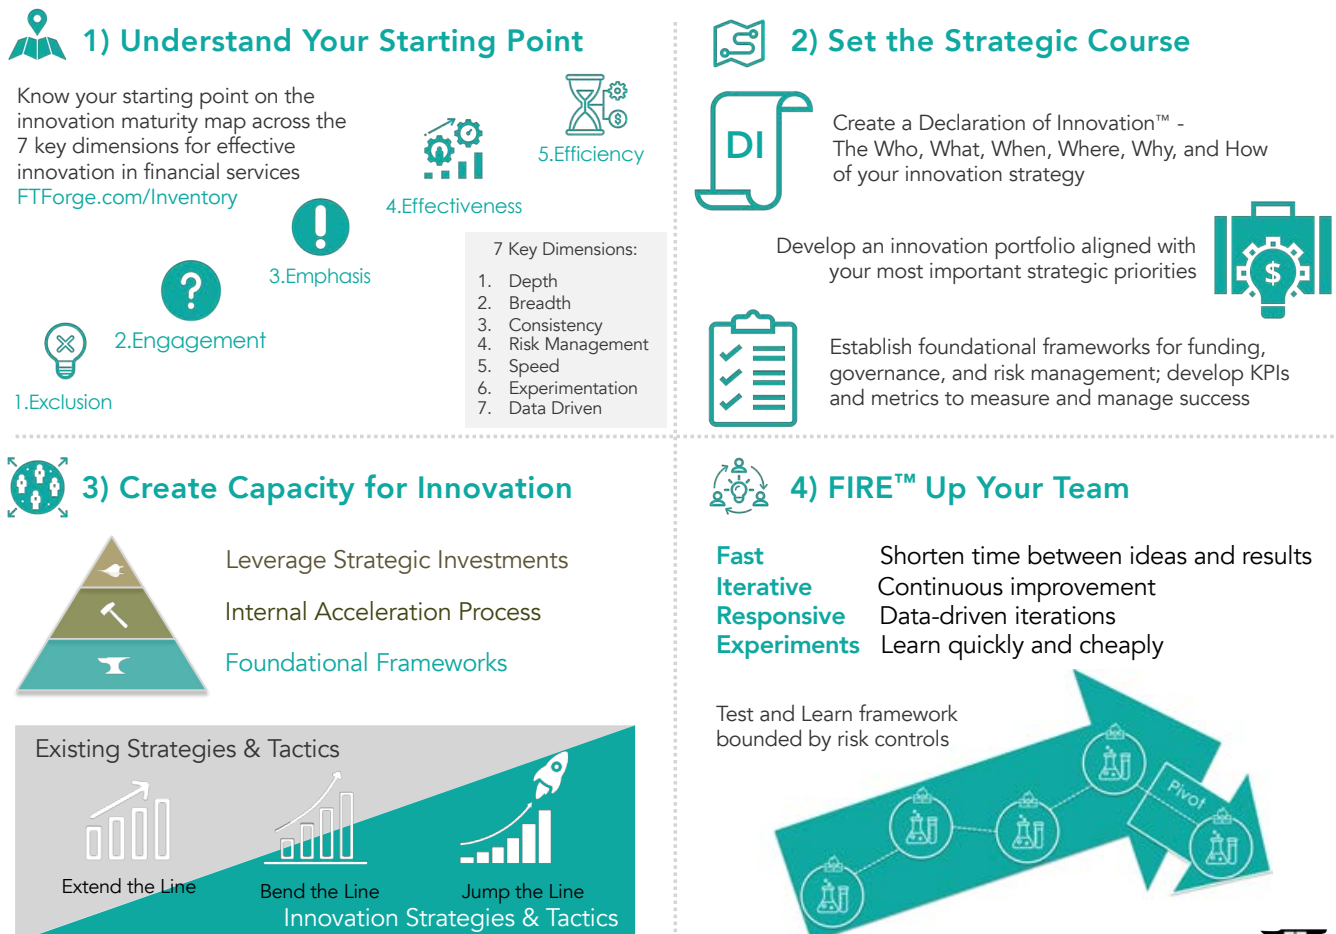 1) Understand Your Starting Point
Know your starting point on the
innovation maturity map across the
7 key dimensions for effective
innovation in financial services
FTForge.com/Inventory
1.Exclusion
2.Engagement
3.Emphasis
4.Effectiveness
5.Efficiency
7 Key Dimensions:
1. Depth
2. Breadth
3. Consistency
4. Risk Management
5. Speed
6. Experimentation
7. Data Driven
2) Set the Strategic Course
DI
Create a Declaration of Innovation™ -
The Who, What, When, Where, Why, and How
of your innovation strategy
Develop an innovation portfolio aligned with
your most important strategic priorities
$
Establish foundational frameworks for funding,
governance, and risk management; develop KPIs
and metrics to measure and manage success
3) Create Capacity for Innovation
Leverage Strategic Investments
Internal Acceleration Process
Foundational Frameworks
Existing Strategies & Tactics
Extend the Line
Bend the Line
Jump the Line
Innovation Strategies & Tactics
4) FIRE™ Up Your Team
Fast Shorten time between ideas and results
Iterative Continuous improvement
Responsive Data-driven iterations
Experiments Learn quickly and cheaply
Test and Learn framework
bounded by risk controls
Pivot